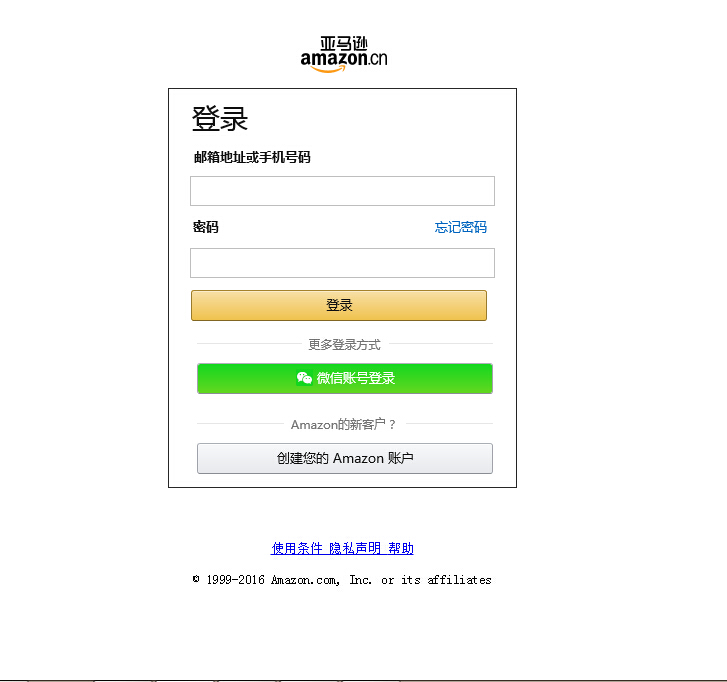 亚马逊
amazon.cn
登录
邮箱地址或手机号码
密码 忘记密码
登录
更多登录方式
微信账号登录
Amazon的新客户？
创建您的 Amazon 账户
使用条件 隐私声明 帮助
© 1999-2016 Amazon.com, Inc. or its affiliates